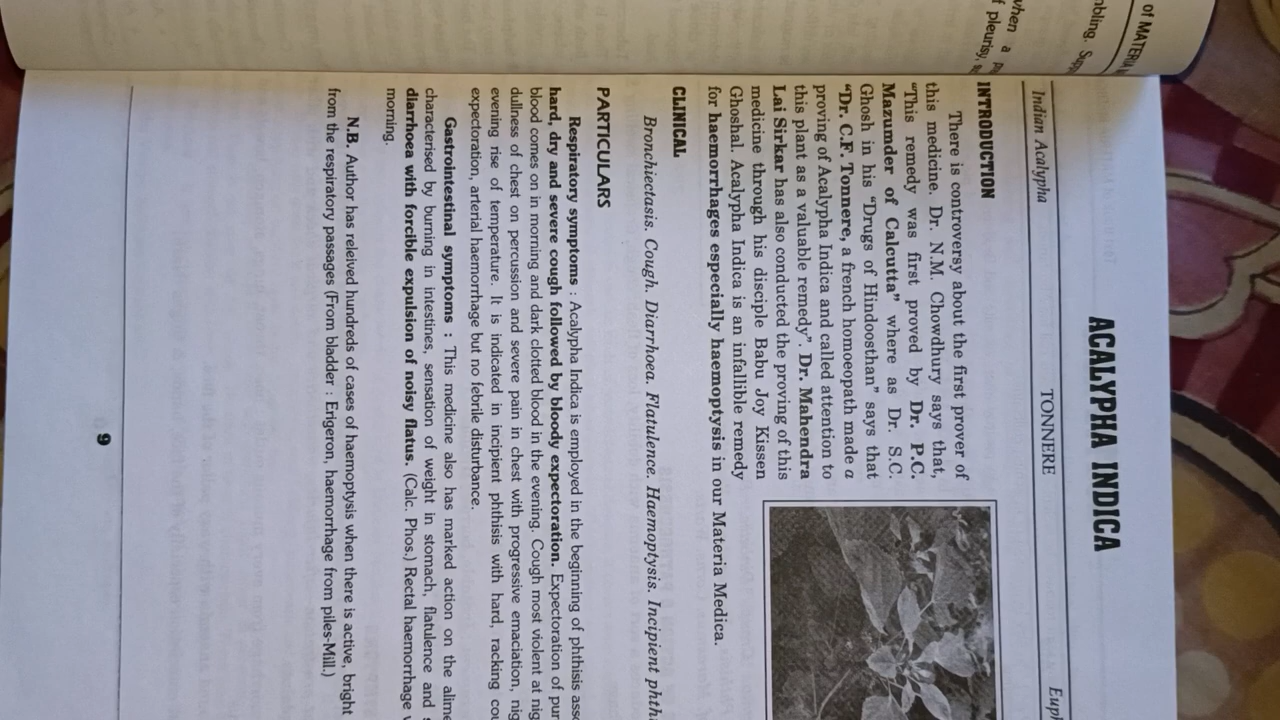 of MATERIA
mbling.
when a
f pleurisy,
ACALYPHA INDICA
Indian Acalypha TONNERE
INTRODUCTION
There is controversy about the first prover of
this medicine. Dr. N.M. Chowdhury says that,
"This remedy was first proved by Dr. P.C.
Mazumder of Calcutta" where as Dr. S.C.
Ghosh in his "Drugs of Hindoosthan" says that
"Dr. C.F. Tonnere, a french homoeopath made a
proving of Acalypha Indica and called attention to
this plant as a valuable remedy". Dr. Mahendra
Lai Sirkar has also conducted the proving of this
medicine through his disciple Babu Joy Kissen
Ghoshal. Acalypha Indica is an infallible remedy
for haemorrhages especially haemoptysis in our Materia Medica.
CLINICAL
Bronchiectasis. Cough. Diarrhoea. Flatulence. Haemoptysis. Incipient phthi
PARTICULARS
Respiratory symptoms : Acalypha Indica is employed in the beginning of phthisis asso
hard, dry and severe cough followed by bloody expectoration. Expectoration of pur
blood comes on in morning and dark clotted blood in the evening. Cough most violent at nig
dullness of chest on percussion and severe pain in chest with progressive emaciation, nig
evening rise of temperature. It is indicated in incipient phthisis with hard, racking cou
expectoration, arterial haemorrhage but no febrile disturbance.
Gastrointestinal symptoms : This medicine also has marked action on the alime
characterised by burning in intestines, sensation of weight in stomach, flatulence and
diarrhoea with forcible expulsion of noisy flatus. (Calc. Phos.) Rectal haemorrhage
morning.
N.B. Author has releived hundreds of cases of haemoptysis when there is active, bright
from the respiratory passages (From bladder : Erigeron, haemorrhage from piles-Mill.)
9